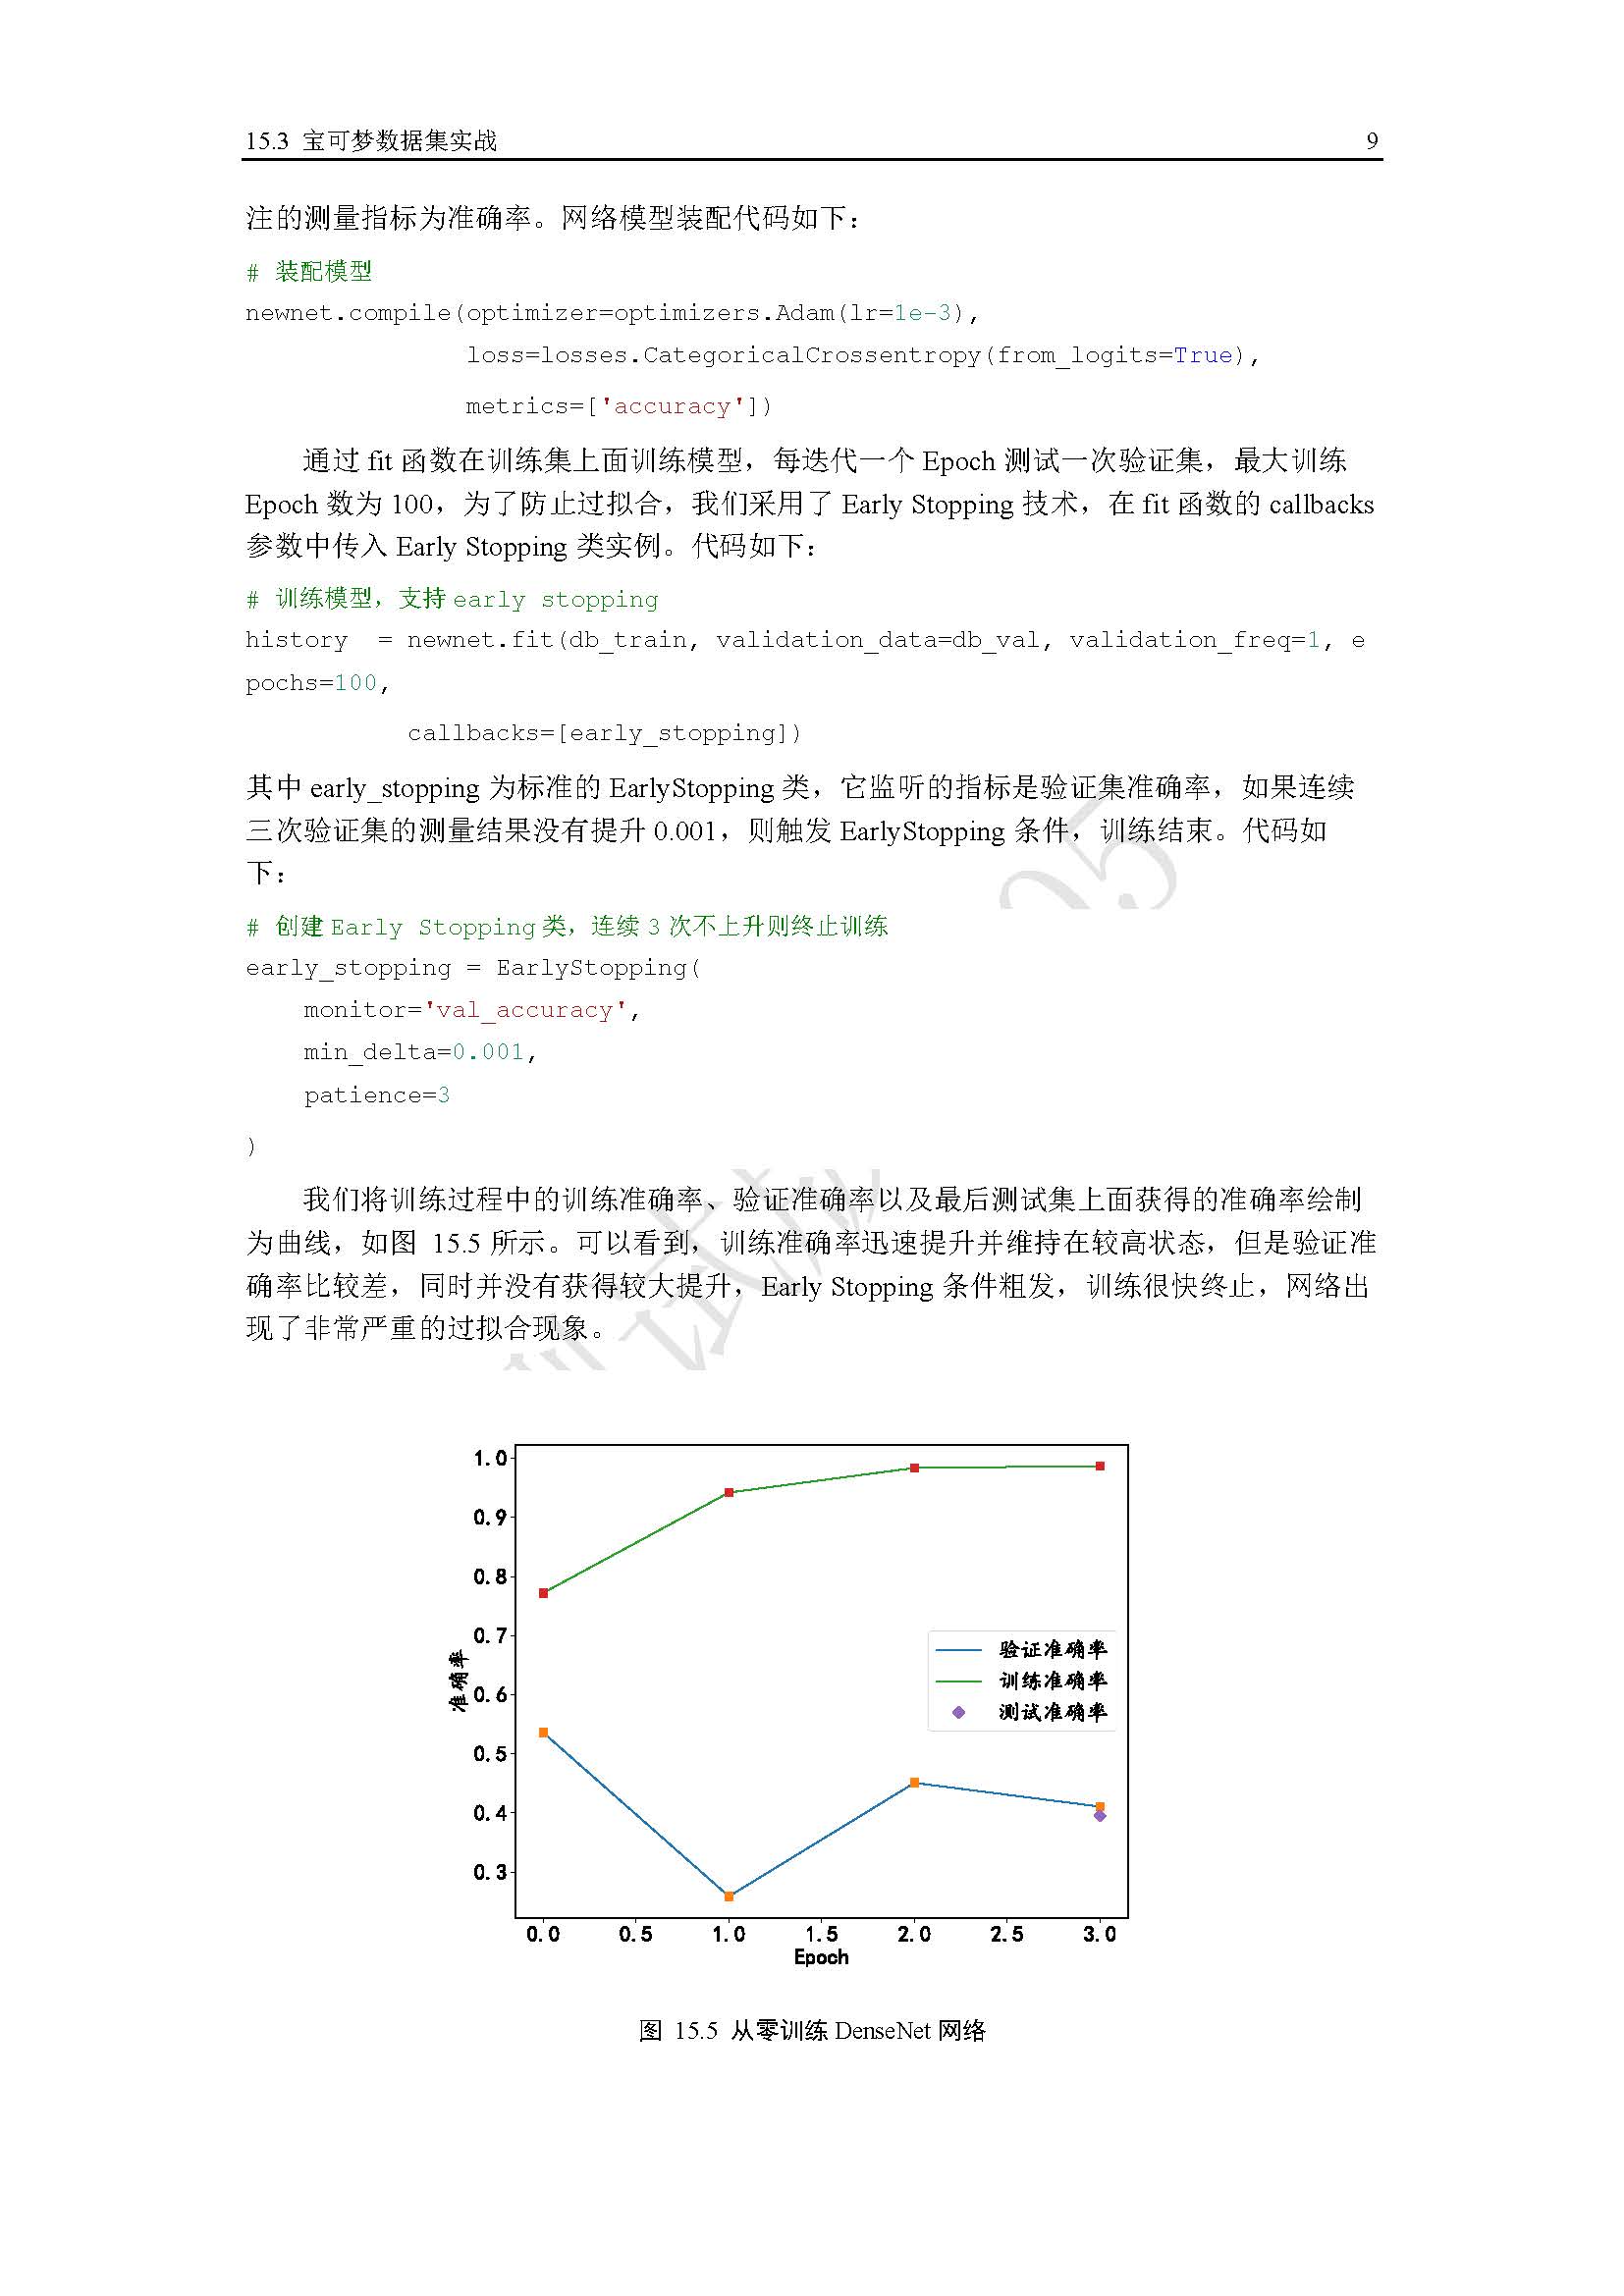 15.3 宝可梦数据集实战 9
注的测量指标为准确率。网络模型装配代码如下：
# 装配模型
newnet.compile(optimizer=optimizers.Adam(lr=1e-3),
loss=losses.CategoricalCrossentropy(from_logits=True),
metrics=['accuracy'])
通过 fit 函数在训练集上面训练模型，每迭代一个 Epoch 测试一次验证集，最大训练
Epoch 数为 100，为了防止过拟合，我们采用了 Early Stopping 技术，在 fit 函数的 callbacks
参数中传入 Early Stopping 类实例。代码如下：
# 训练模型，支持 early stopping
history  = newnet.fit(db_train, validation_data=db_val, validation_freq=1, e
pochs=100,
callbacks=[early_stopping])
其中 early_stopping 为标准的 EarlyStopping 类，它监听的指标是验证集准确率，如果连续
三次验证集的测量结果没有提升 0.001，则触发 EarlyStopping 条件，训练结束。代码如
下：
# 创建 Early Stopping 类，连续 3 次不上升则终止训练
early_stopping = EarlyStopping(
monitor='val_accuracy',
min_delta=0.001,
patience=3
)
我们将训练过程中的训练准确率、验证准确率以及最后测试集上面获得的准确率绘制
为曲线，如图 15.5 所示。可以看到，训练准确率迅速提升并维持在较高状态，但是验证准
确率比较差，同时并没有获得较大提升，Early Stopping 条件粗发，训练很快终止，网络出
现了非常严重的过拟合现象。
1.0
0.9
0.8
0.7
0.6
0.5
0.4
0.3
准确率
验证准确率
训练准确率
测试准确率
0.0 0.5 1.0 1.5 2.0 2.5 3.0
Epoch
图 15.5 从零训练 DenseNet 网络